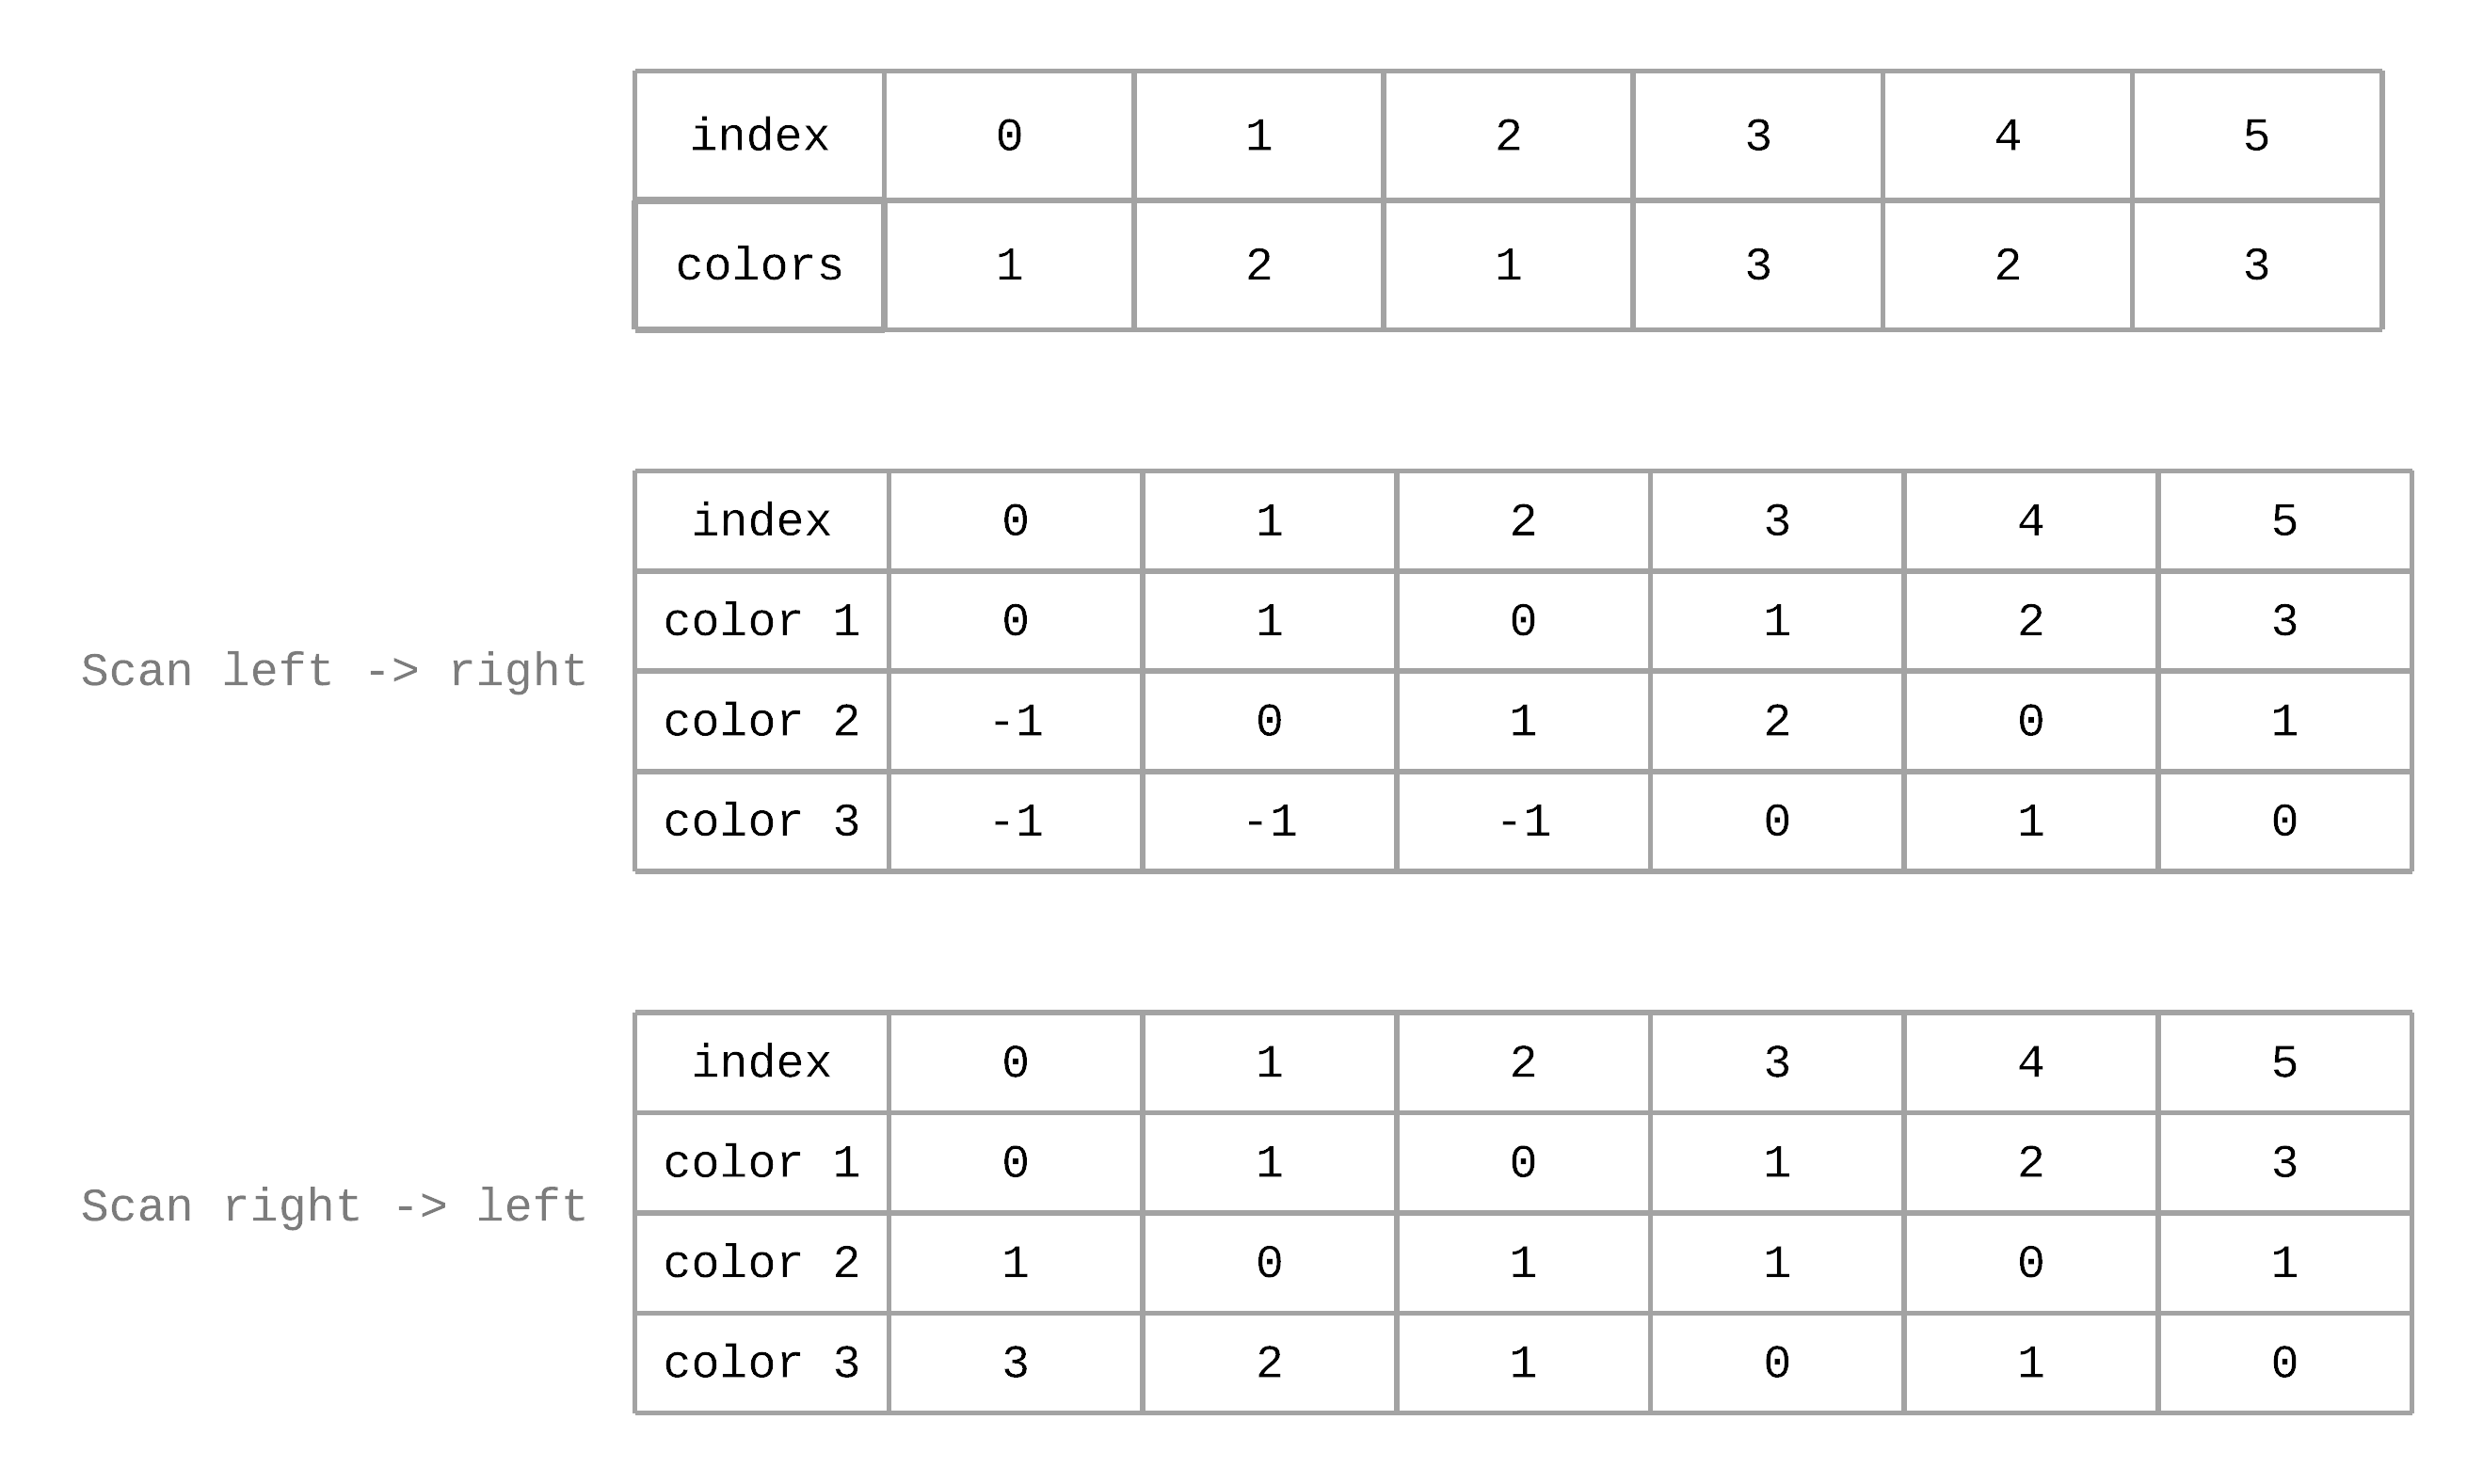 index 0 1 2 3 4 5
colors 1 2 1 3 2 3
Scan left -> right
index 0 1 2 3 4 5
color 1 0 1 0 1 2 3
color 2 -1 0 1 2 0 1
color 3 -1 -1 -1 0 1 0
Scan right -> left
index 0 1 2 3 4 5
color 1 0 1 0 1 2 3
color 2 1 0 1 1 0 1
color 3 3 2 1 0 1 0